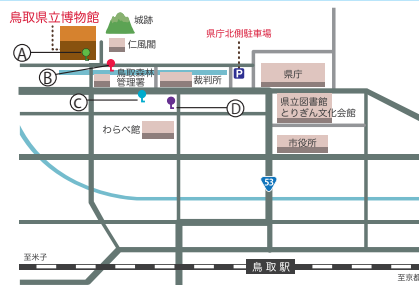 鳥取県立博物館
城跡
仁風閣
県庁北側駐車場
A
B
P
鳥取森林
管理署
裁判所
県庁
C
D
県立図書館
とりぎん文化会館
わらべ館
市役所
53
至米子
鳥取駅
至京都